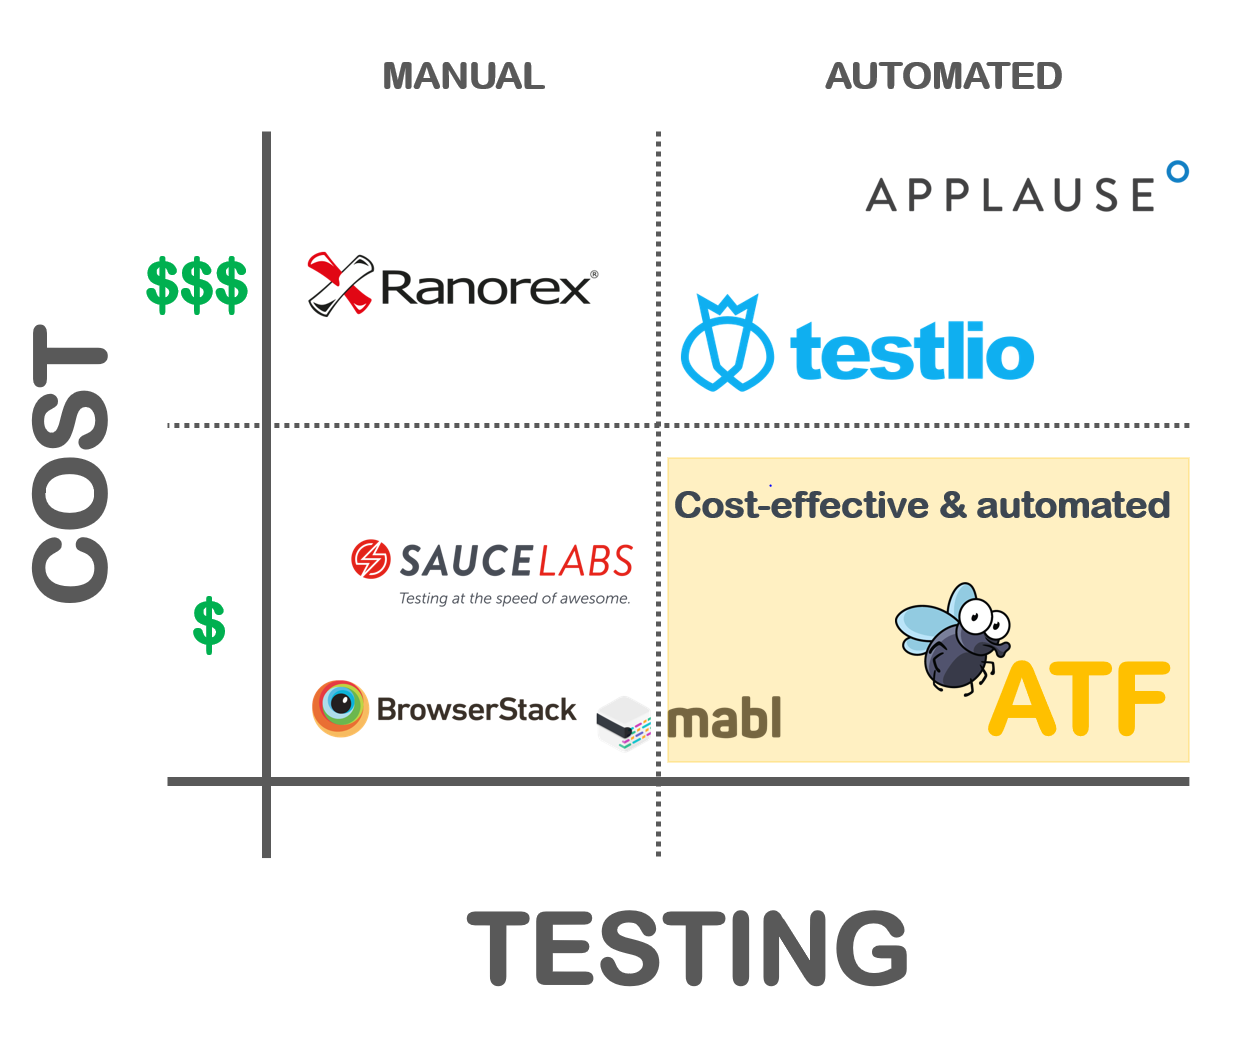 MANUAL
AUTOMATED
APPLAUSE
$$$
Ranorex®
testlio
COST
Cost-effective & automated
SAUCELABS
Testing at the speed of awesome.
$
ATF
BrowserStack
mabl
TESTING